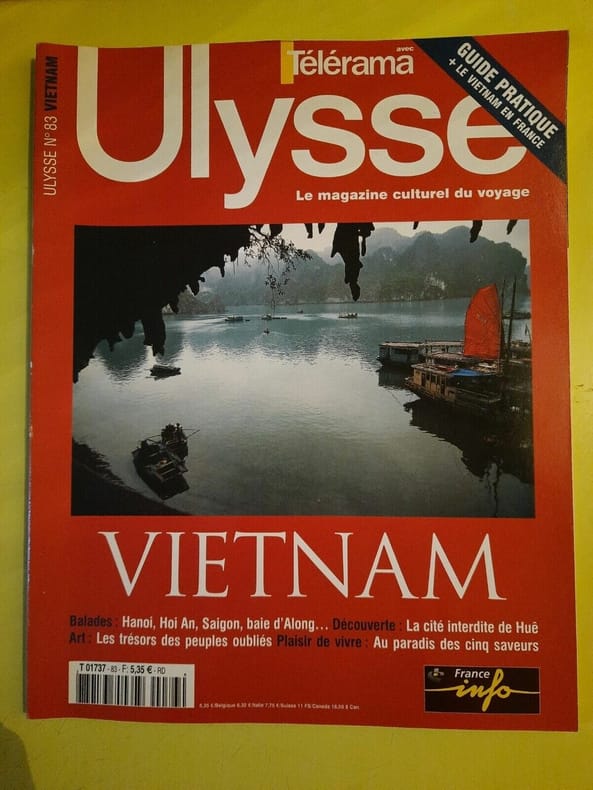 ULYSSE N° 83 VIETNAM
avec
Télérama
Ulysse
GUIDE PRATIQUE
+ LE VIETNAM EN FRANCE
Le magazine culturel du voyage
VIETNAM
Balades : Hanoi, Hoi An, Saigon, baie d'Along... Découverte : La cité interdite de Huê
Art : Les trésors des peuples oubliés Plaisir de vivre : Au paradis des cinq saveurs
T 01737 - 83 - F: 5,35 € - RD
France
info